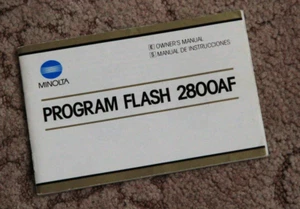 E OWNER'S MANUAL
S MANUAL DE INSTRUCCIONES
MINOLTA
PROGRAM FLASH 2800AF